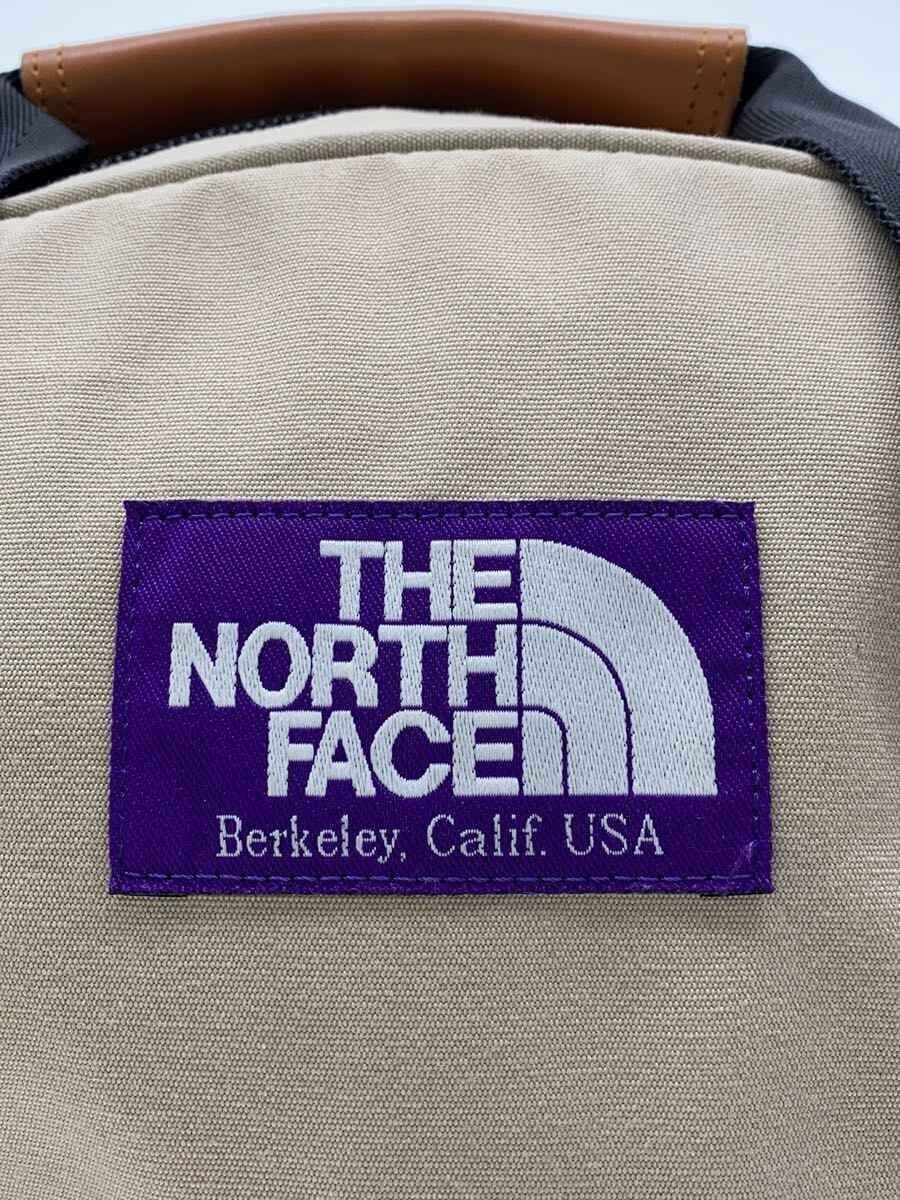 THE
NORTH
FACE
Berkeley, Calif. USA